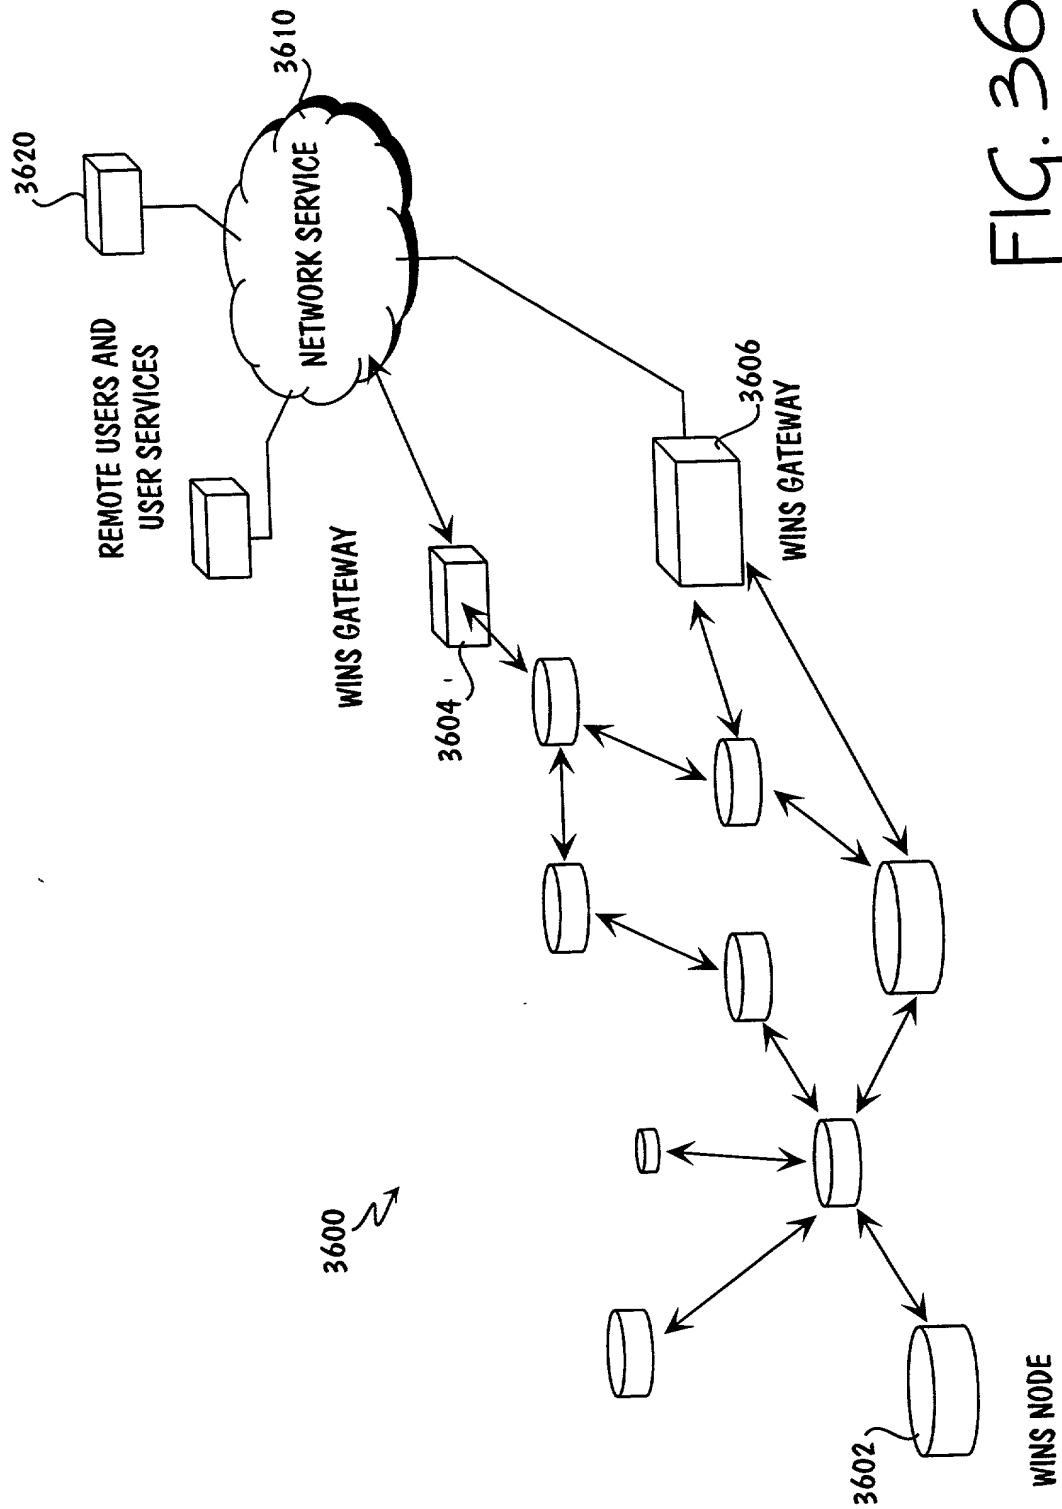 3620
3610
REMOTE USERS AND
USER SERVICES
NETWORK SERVICE
WINS GATEWAY
3604
3606
WINS GATEWAY
3600
3602
WINS NODE
FIG. 36